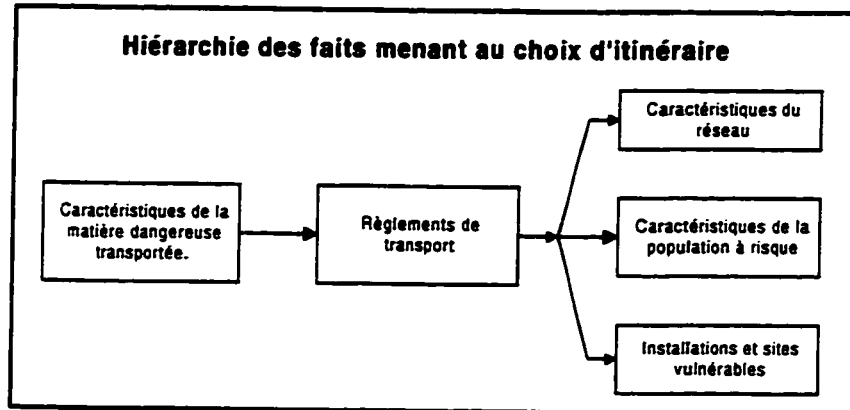 Hiérarchie des faits menant au choix d'itinéraire
Caractéristiques de la
matière dangereuse
transportée.
Règlements de
transport
Caractéristiques du
réseau
Caractéristiques de la
population à risque
Installations et sites
vulnérables